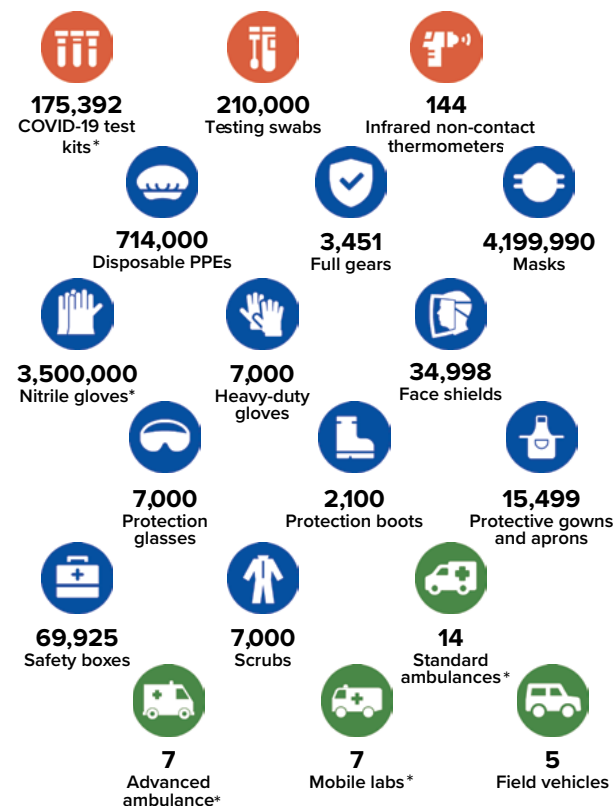 175,392
COVID-19 test
kits*
210,000
Testing swabs
144
Infrared non-contact
thermometers
714,000
Disposable PPEs
3,451
Full gears
4,199,990
Masks
3,500,000
Nitrile gloves*
7,000
Heavy-duty
gloves
34,998
Face shields
7,000
Protection
glasses
2,100
Protection boots
15,499
Protective gowns
and aprons
69,925
Safety boxes
7,000
Scrubs
14
Standard
ambulances*
7
Advanced
ambulance*
7
Mobile labs*
5
Field vehicles